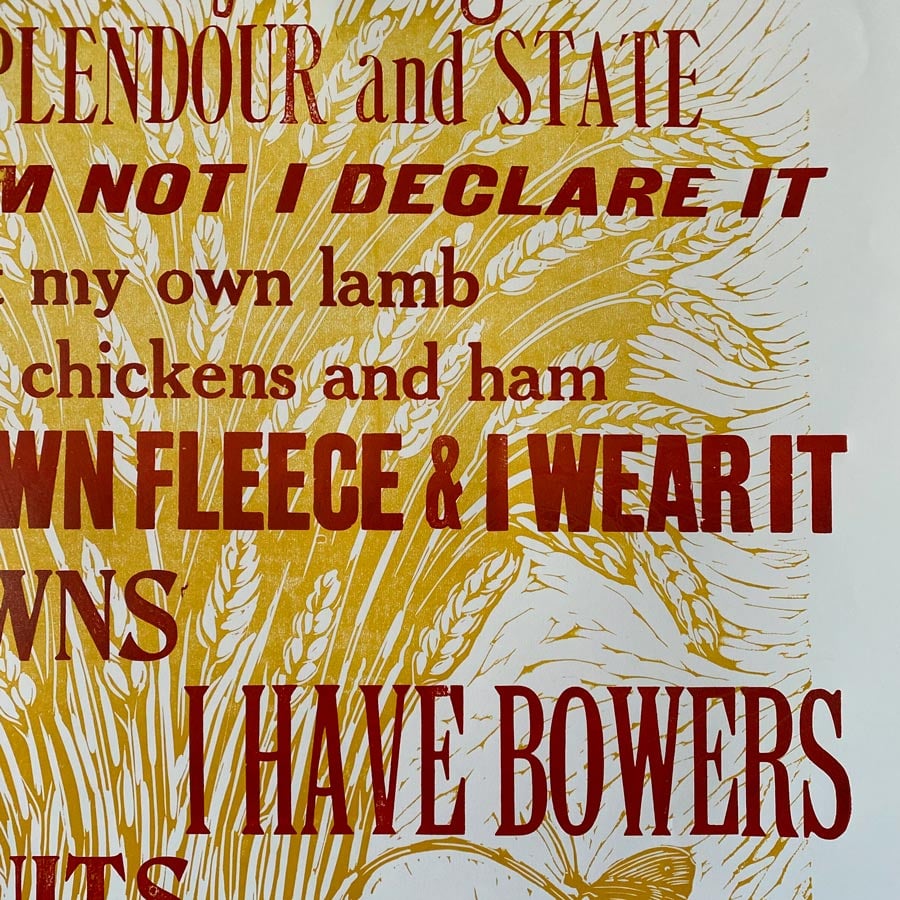 PLENDOUR and STATE
M NOT I DECLARE IT
my own lamb
chickens and ham
WN FLEECE & I WEAR IT
WNS
I HAVE BOWERS
UITS